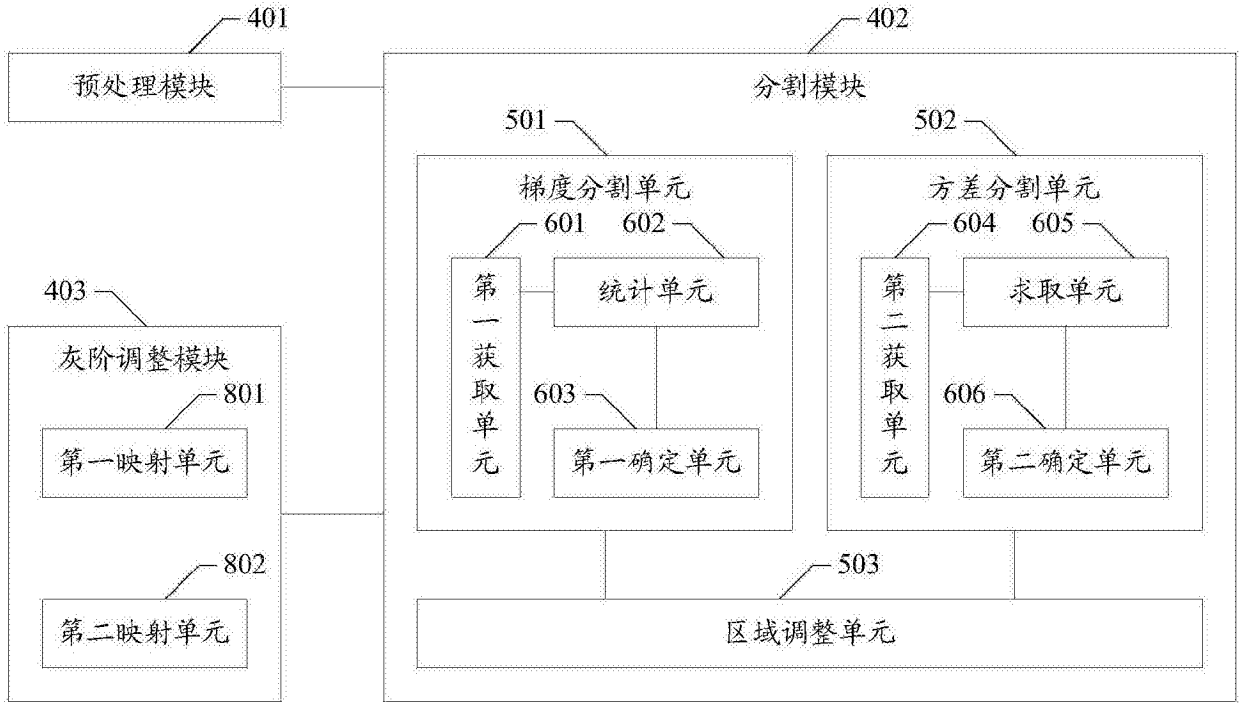 401
预处理模块
402
分割模块
501
梯度分割单元
601
第一获取单元
602
统计单元
603
第一确定单元
502
方差分割单元
604
第二获取单元
605
求取单元
606
第二确定单元
403
灰阶调整模块
801
第一映射单元
802
第二映射单元
503
区域调整单元